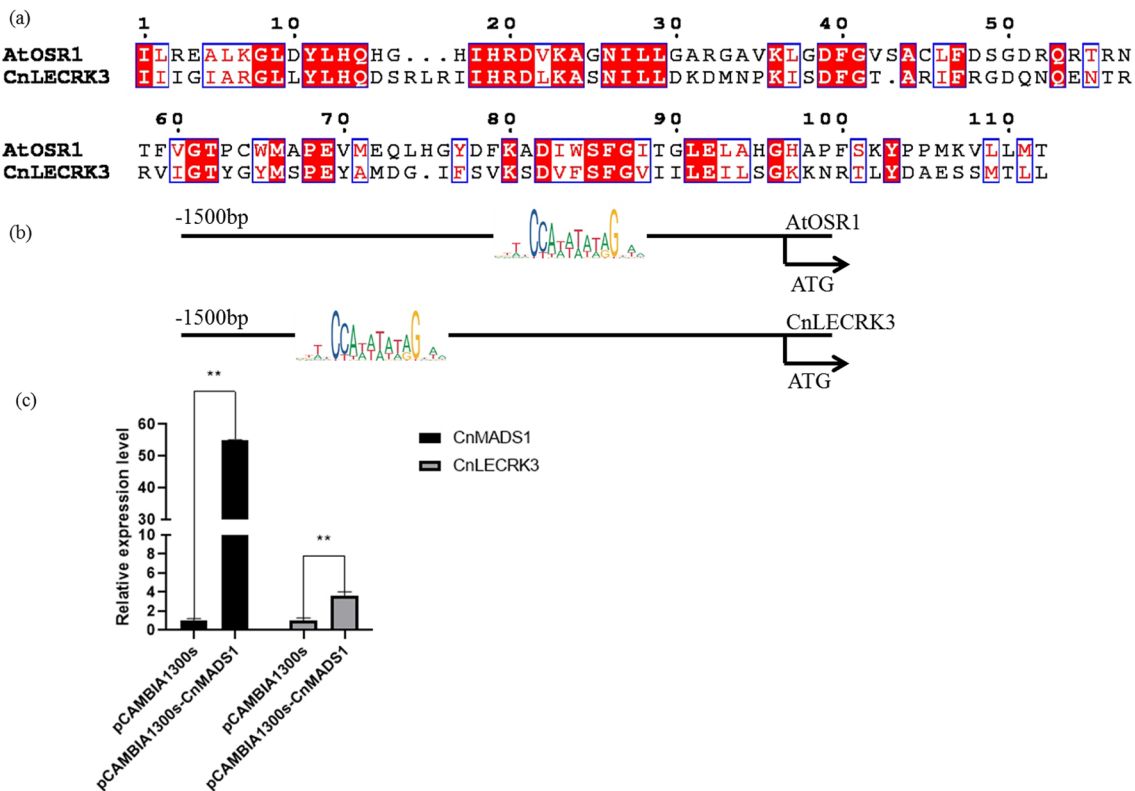 (a)
1 10 20 30 40 50
AtOSR1 ILREALKGLDYLHQHG...HIHRDVKAGNILLGARGAVKLGDFGVSACLFDSGDRQRTRN
CnLECRK3 IIIGIARGLLYLHQDSRLRIIHRDLKASNILLDKDMNPKISDFGT.ARIFRGDQNQENTR
60 70 80 90 100 110
AtOSR1 TFVGTPCWMAPEVMEQLHGYDFKADIWSFGITGLELAHGHAPFSKYPPMKVLLMT
CnLECRK3 RVIGTYGYMSPEYAMDG.IFSVKSDVFSFGVIILEILSGKKNRTLYDAESSMTLL
(b)
-1500bp
AtOSR1
ATG
-1500bp
CnLECRK3
ATG
(c)
**
**
Relative expression level
60
50
40
30
10
8
6
4
2
0
CnMADS1
CnLECRK3
pCAMBIA1300s
pCAMBIA1300s-CnMADS1
pCAMBIA1300s
pCAMBIA1300s-CnMADS1